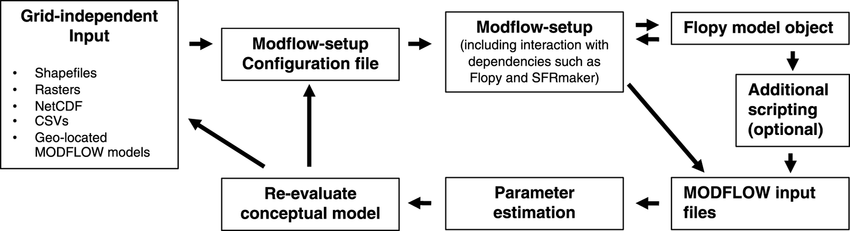 Grid-independent
Input
• Shapefiles
• Rasters
• NetCDF
• CSVs
• Geo-located
MODFLOW models
Modflow-setup
Configuration file
Modflow-setup
(including interaction with
dependencies such as
Flopy and SFRmaker)
Flopy model object
Additional
scripting
(optional)
MODFLOW input
files
Parameter
estimation
Re-evaluate
conceptual model